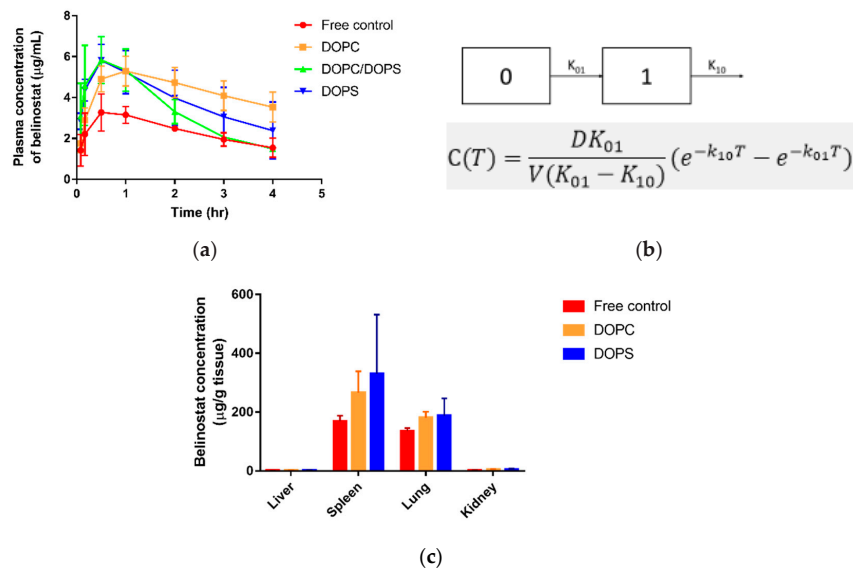 Plasma concentration
of belinostat (μg/mL)
8
6
4
2
0
0
1
2
3
4
5
Time (hr)
Free control
DOPC
DOPC/DOPS
DOPS
(a)
0
K01
1
K10
C(T) = DK₀₁ / V(K₀₁ − K₁₀) (e^−k₁₀T − e^−k₀₁T)
(b)
Belinostat concentration
(μg/g tissue)
600
400
200
0
Liver
Spleen
Lung
Kidney
Free control
DOPC
DOPS
(c)